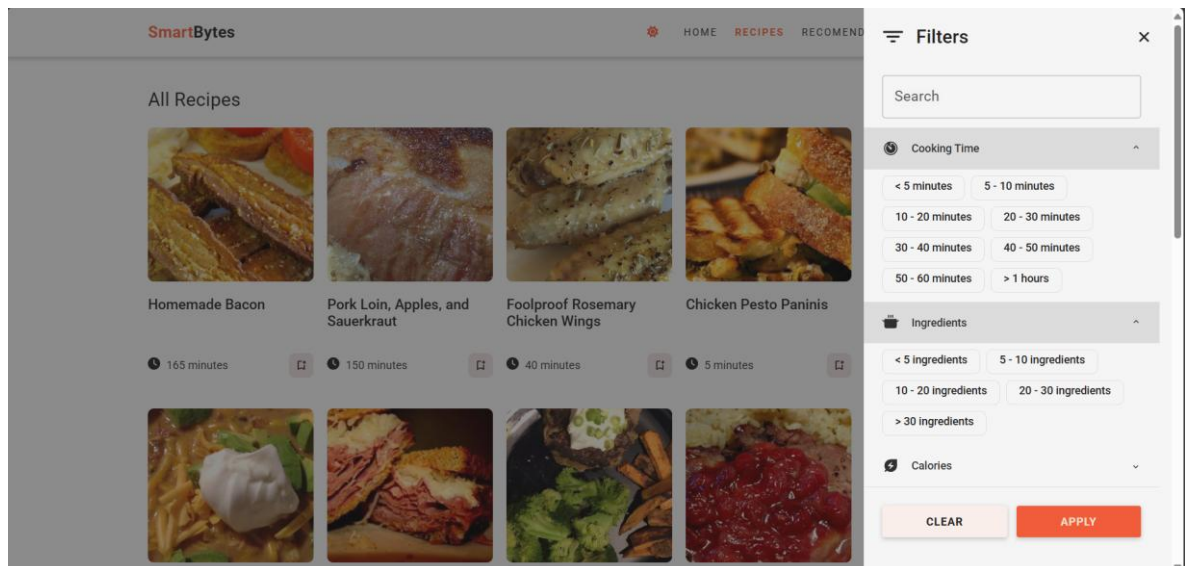 SmartBytes
HOME RECIPES RECOMEND
All Recipes
Homemade Bacon
165 minutes
Pork Loin, Apples, and
Sauerkraut
150 minutes
Foolproof Rosemary
Chicken Wings
40 minutes
Chicken Pesto Paninis
5 minutes
Filters
Search
Cooking Time
< 5 minutes 5 - 10 minutes
10 - 20 minutes 20 - 30 minutes
30 - 40 minutes 40 - 50 minutes
50 - 60 minutes > 1 hours
Ingredients
< 5 ingredients 5 - 10 ingredients
10 - 20 ingredients 20 - 30 ingredients
> 30 ingredients
Calories
CLEAR APPLY